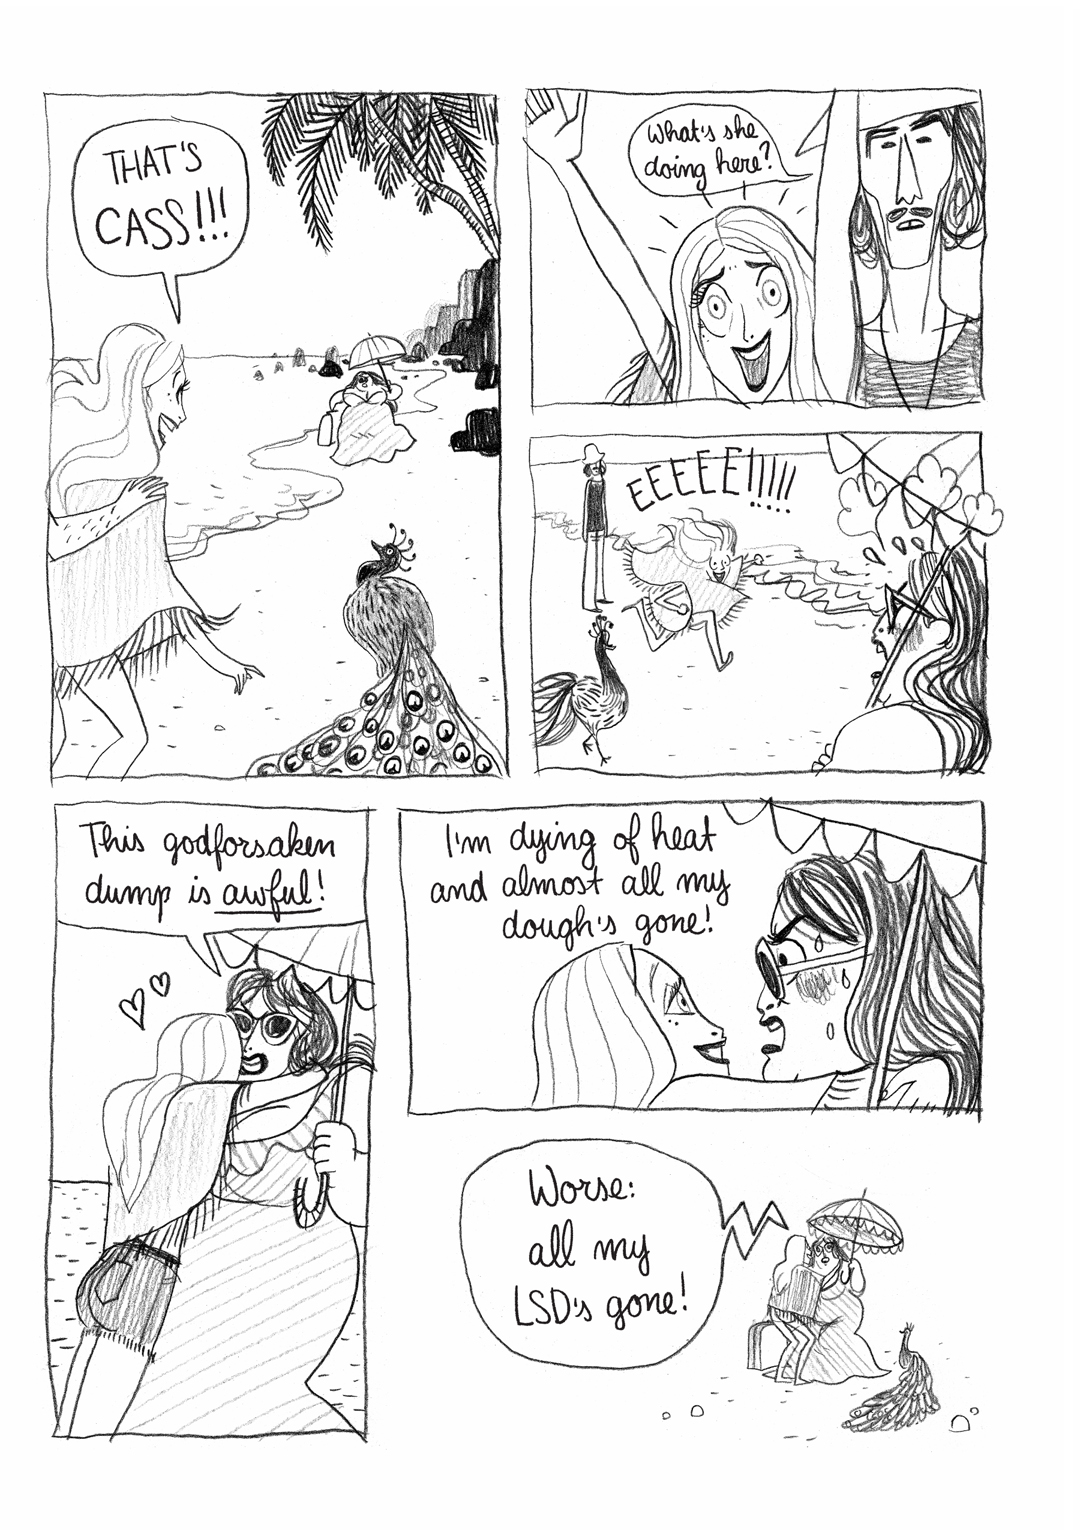 THAT'S
CASS!!!
What's she
doing here?
EEEEE!!!!!
This godforsaken
dump is awful!
I'm dying of heat
and almost all my
dough's gone!
Worse:
all my
LSD's gone!